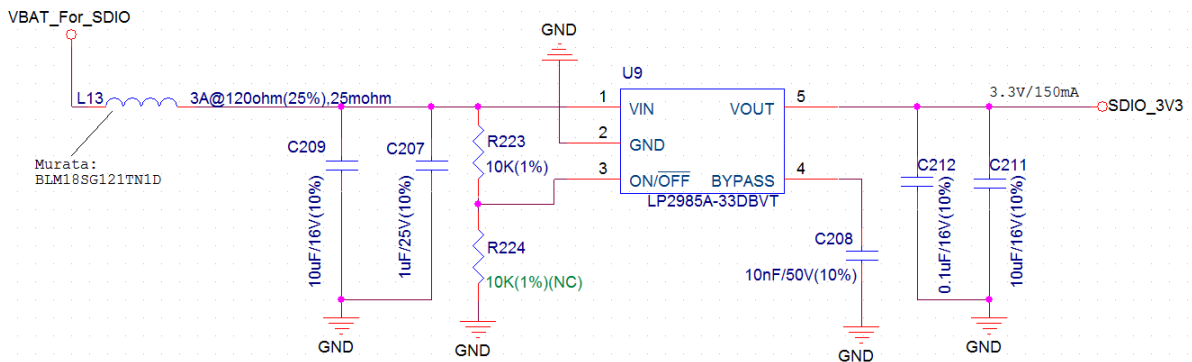 VBAT_For_SDIO
L13
3A@120ohm(25%),25mohm
Murata:
BLM18SG121TN1D
C209
10uF/16V(10%)
C207
1uF/25V(10%)
GND
R223
10K(1%)
R224
10K(1%)(NC)
GND
GND
U9
1
VIN
VOUT
5
2
GND
3
ON/OFF
BYPASS
4
LP2985A-33DBVT
C208
10nF/50V(10%)
GND
3.3V/150mA
SDIO_3V3
C212
0.1uF/16V(10%)
C211
10uF/16V(10%)
GND